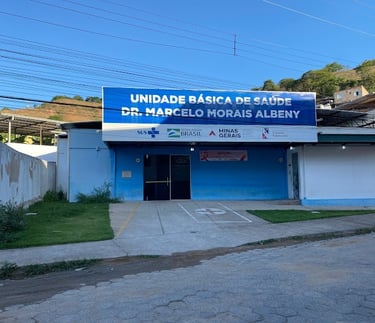 UNIDADE BÁSICA DE SAÚDE
DR. MARCELO MORAIS ALBENY
SUS BRASIL MINAS GERAIS